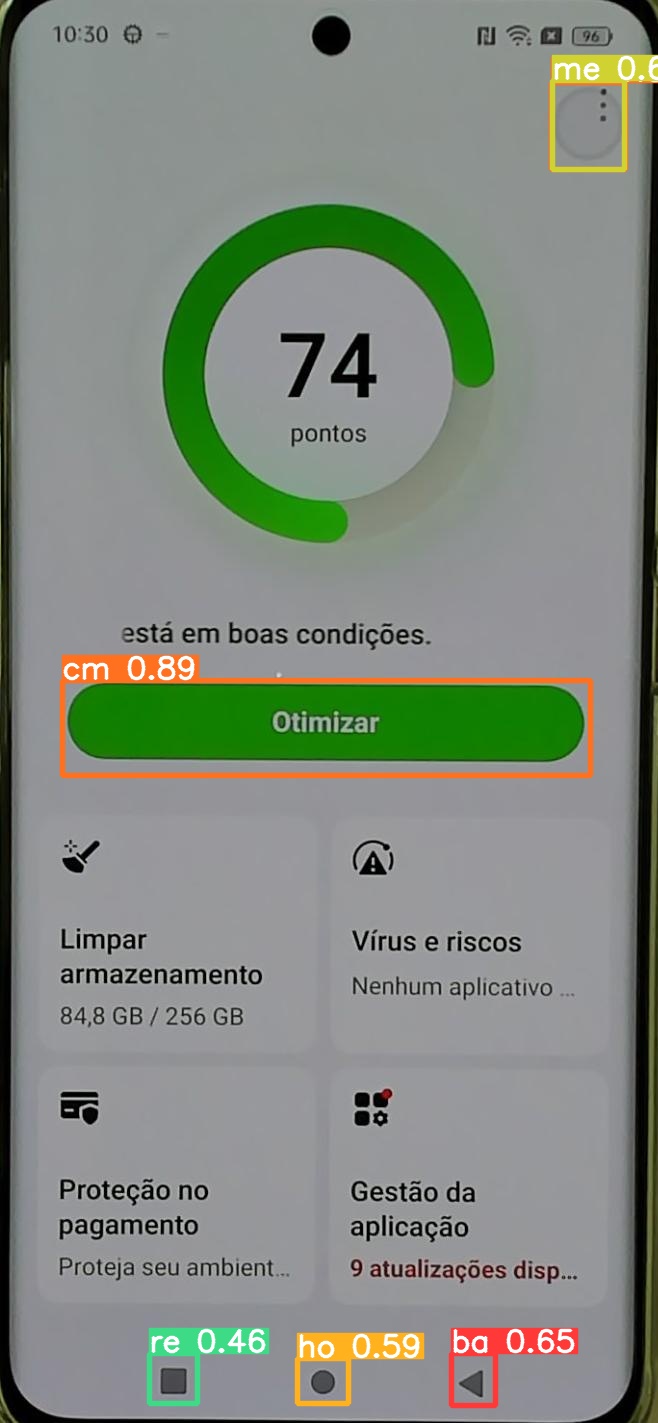 10:30
96
me 0.6
74
pontos
está em boas condições.
cm 0.89
Otimizar
Limpar
armazenamento
84,8 GB / 256 GB
Vírus e riscos
Nenhum aplicativo ...
Proteção no
pagamento
Proteja seu ambient...
Gestão da
aplicação
9 atualizações disp...
re 0.46
ho 0.59
ba 0.65